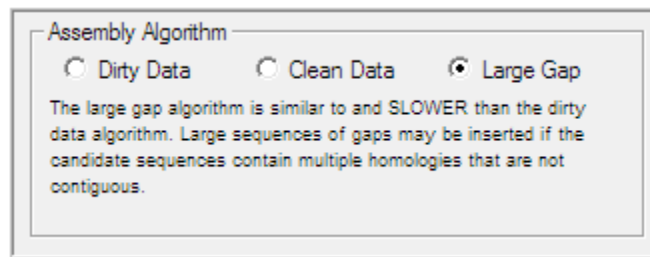 Assembly Algorithm
Dirty Data Clean Data Large Gap
The large gap algorithm is similar to and SLOWER than the dirty
data algorithm. Large sequences of gaps may be inserted if the
candidate sequences contain multiple homologies that are not
contiguous.